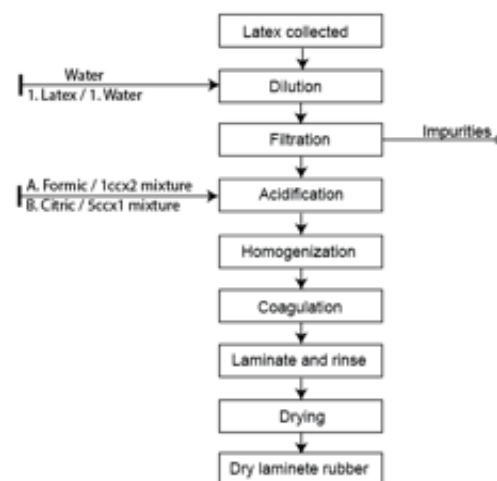 Latex collected
Water
1. Latex / 1. Water
Dilution
Filtration
Impurities
A. Formic / 1ccx2 mixture
B. Citric / 5ccx1 mixture
Acidification
Homogenization
Coagulation
Laminate and rinse
Drying
Dry laminete rubber